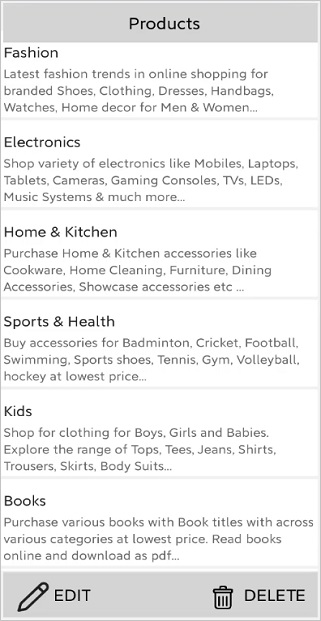 Products
Fashion
Latest fashion trends in online shopping for
branded Shoes, Clothing, Dresses, Handbags,
Watches, Home decor for Men & Women...
Electronics
Shop variety of electronics like Mobiles, Laptops,
Tablets, Cameras, Gaming Consoles, TVs, LEDs,
Music Systems & much more...
Home & Kitchen
Purchase Home & Kitchen accessories like
Cookware, Home Cleaning, Furniture, Dining
Accessories, Showcase accessories etc ...
Sports & Health
Buy accessories for Badminton, Cricket, Football,
Swimming, Sports shoes, Tennis, Gym, Volleyball,
hockey at lowest price...
Kids
Shop for clothing for Boys, Girls and Babies.
Explore the range of Tops, Tees, Jeans, Shirts,
Trousers, Skirts, Body Suits...
Books
Purchase various books with Book titles with across
various categories at lowest price. Read books
online and download as pdf...
EDIT DELETE